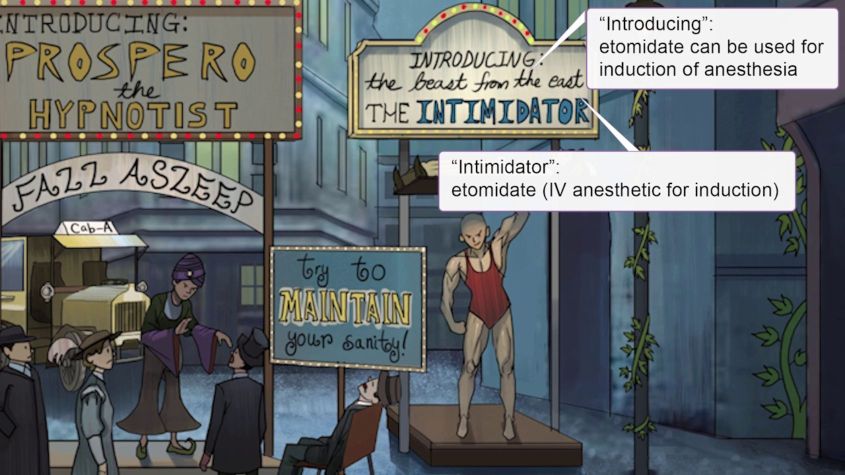 NTRODUCING:
PROSPERO
the
HYPNOTIST
FAZZ ASZEEP
Cab-A
try to
MAINTAIN
your sanity!
INTRODUCING:
the beast from the east
THE INTIMIDATOR
“Introducing”:
etomidate can be used for
induction of anesthesia
“Intimidator”:
etomidate (IV anesthetic for induction)